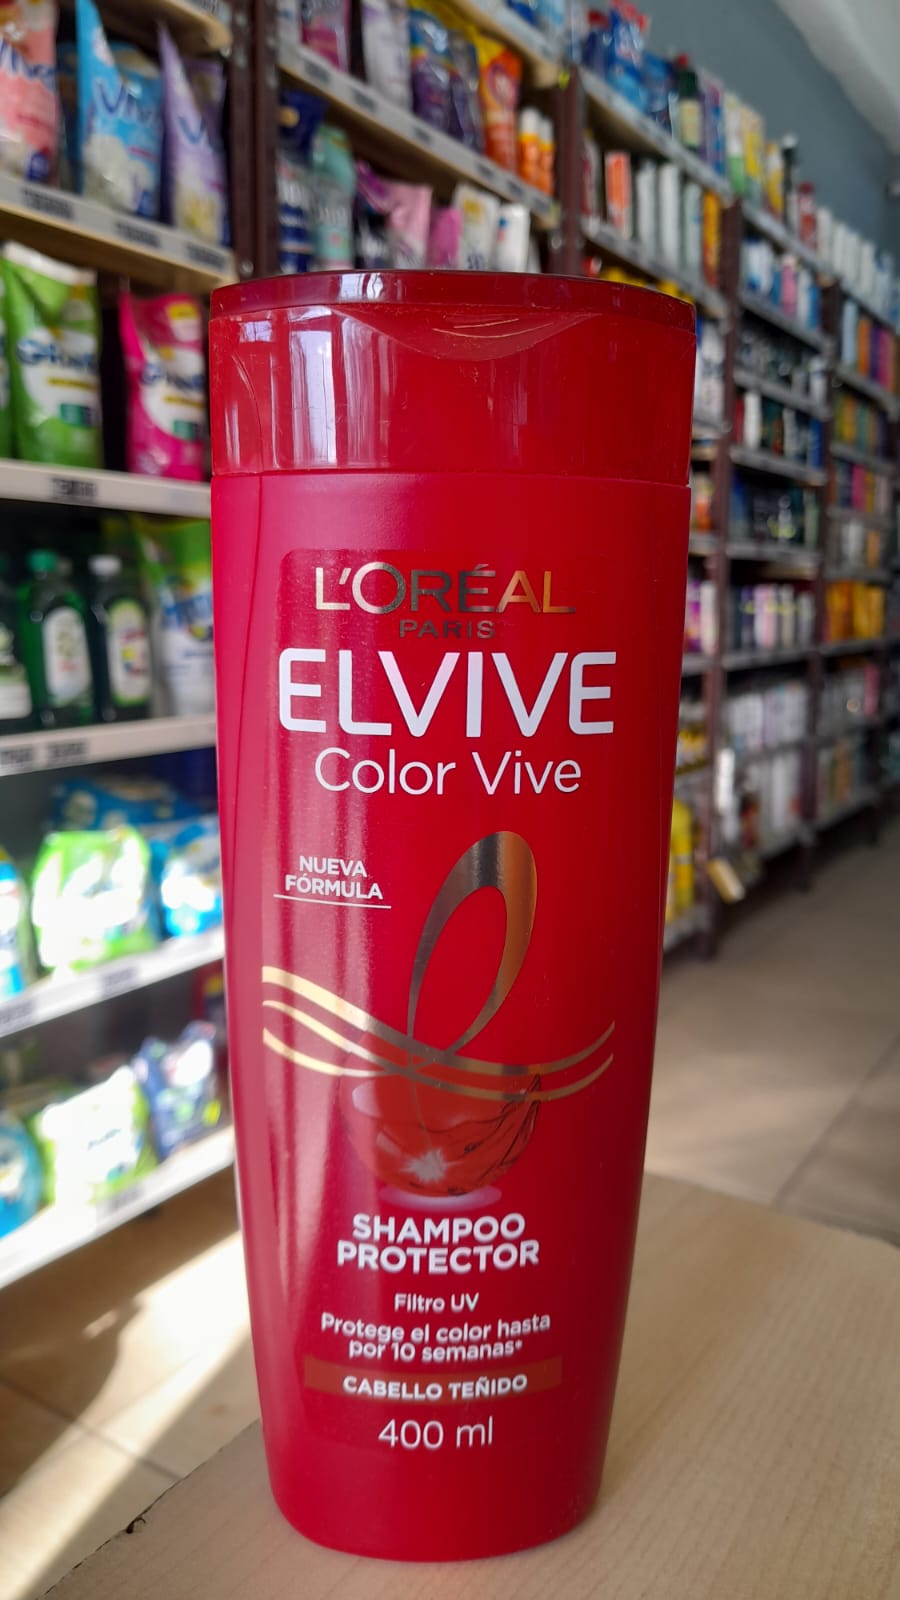 L'ORÉAL
PARIS
ELVIVE
Color Vive
NUEVA
FÓRMULA
SHAMPOO
PROTECTOR
Filtro UV
Protege el color hasta
por 10 semanas*
CABELLO TEÑIDO
400 ml